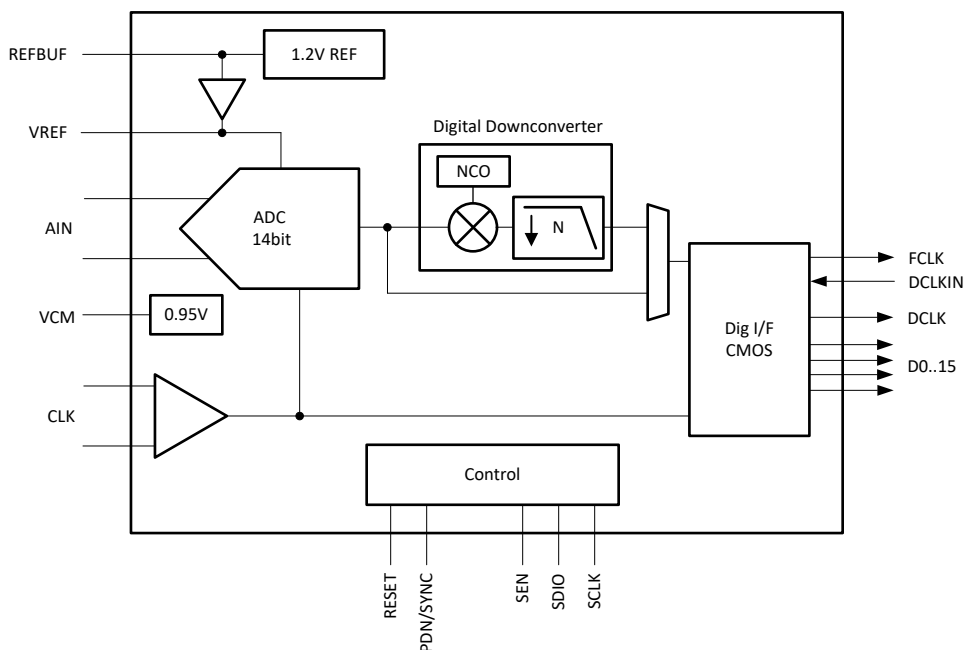 REFBUF
1.2V REF
VREF
Digital Downconverter
NCO
AIN
ADC
14bit
N
FCLK
DCLKIN
VCM
0.95V
Dig I/F
CMOS
DCLK
D0..15
CLK
Control
RESET
PDN/SYNC
SEN
SDIO
SCLK